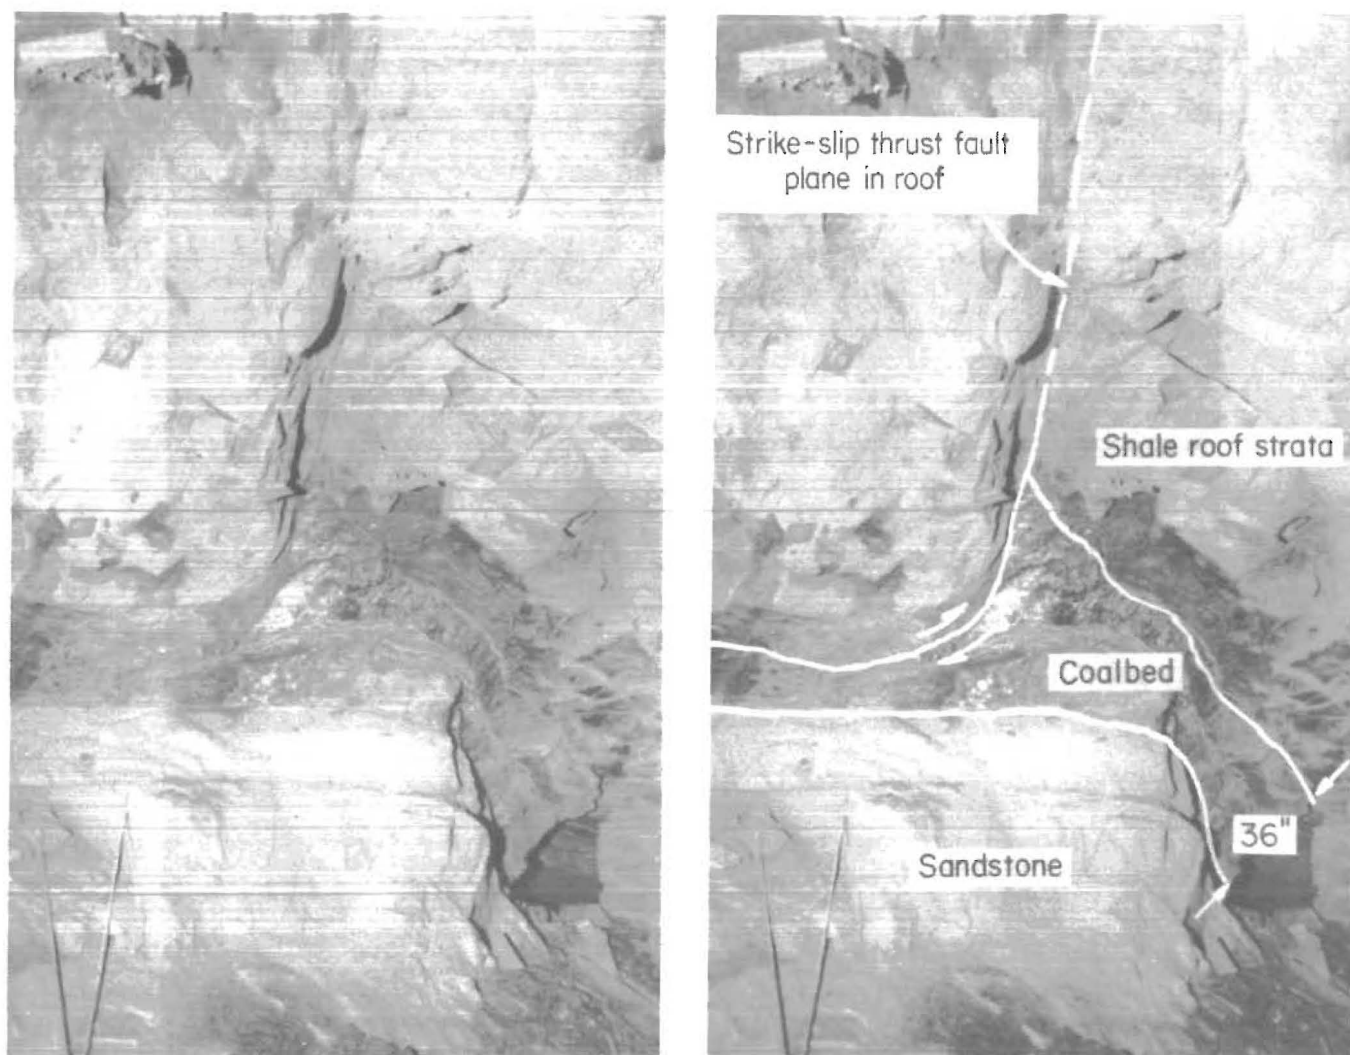 Strike-slip thrust fault
plane in roof
Shale roof strata
Coalbed
36"
Sandstone